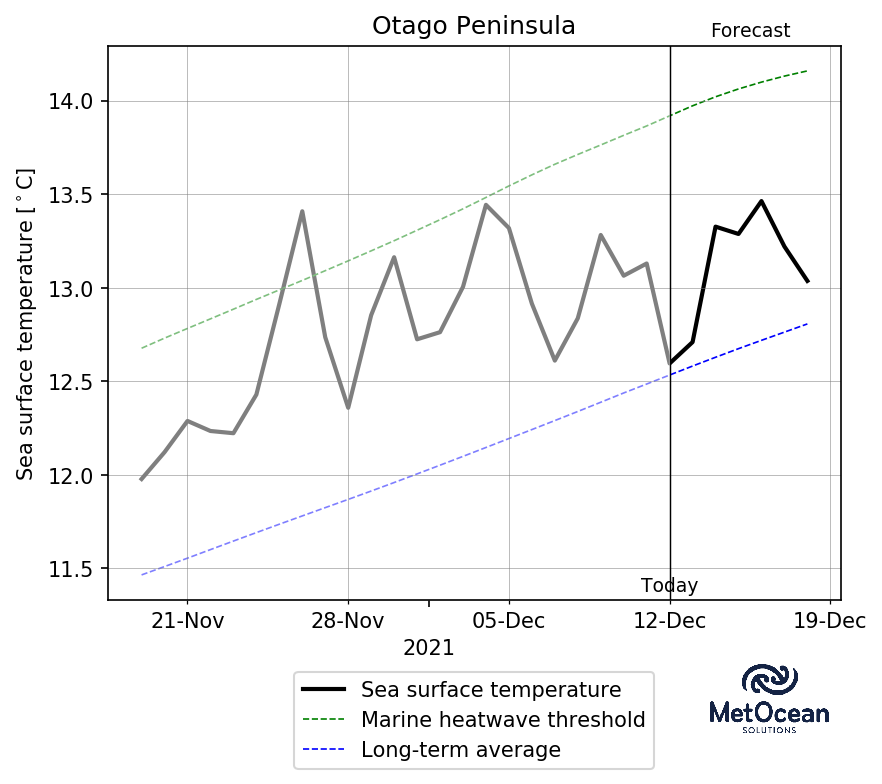 Otago Peninsula
Forecast
Sea surface temperature [°C]
14.0
13.5
13.0
12.5
12.0
11.5
Today
21-Nov 28-Nov 05-Dec 12-Dec 19-Dec
2021
Sea surface temperature
Marine heatwave threshold
Long-term average
MetOcean
SOLUTIONS